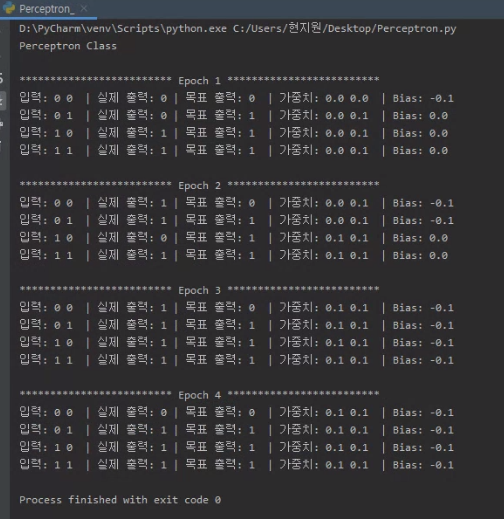 Perceptron_
D:\PyCharm\venv\Scripts\python.exe C:/Users/현지원/Desktop/Perceptron.py
Perceptron Class
************************* Epoch 1 *************************
입력: 0 0 | 실제 출력: 0 | 목표 출력: 0 | 가중치: 0.0 0.0 | Bias: -0.1
입력: 0 1 | 실제 출력: 0 | 목표 출력: 1 | 가중치: 0.0 0.0 | Bias: 0.0
입력: 1 0 | 실제 출력: 1 | 목표 출력: 1 | 가중치: 0.0 0.0 | Bias: 0.0
입력: 1 1 | 실제 출력: 1 | 목표 출력: 1 | 가중치: 0.0 0.0 | Bias: 0.0
************************* Epoch 2 *************************
입력: 0 0 | 실제 출력: 1 | 목표 출력: 0 | 가중치: 0.0 0.0 | Bias: -0.1
입력: 0 1 | 실제 출력: 1 | 목표 출력: 1 | 가중치: 0.0 0.0 | Bias: -0.1
입력: 1 0 | 실제 출력: 0 | 목표 출력: 1 | 가중치: 0.1 0.1 | Bias: 0.0
입력: 1 1 | 실제 출력: 1 | 목표 출력: 1 | 가중치: 0.1 0.1 | Bias: 0.0
************************* Epoch 3 *************************
입력: 0 0 | 실제 출력: 1 | 목표 출력: 0 | 가중치: 0.1 0.1 | Bias: -0.1
입력: 0 1 | 실제 출력: 1 | 목표 출력: 1 | 가중치: 0.1 0.1 | Bias: -0.1
입력: 1 0 | 실제 출력: 1 | 목표 출력: 1 | 가중치: 0.1 0.1 | Bias: -0.1
입력: 1 1 | 실제 출력: 1 | 목표 출력: 1 | 가중치: 0.1 0.1 | Bias: -0.1
************************* Epoch 4 *************************
입력: 0 0 | 실제 출력: 0 | 목표 출력: 0 | 가중치: 0.1 0.1 | Bias: -0.1
입력: 0 1 | 실제 출력: 1 | 목표 출력: 1 | 가중치: 0.1 0.1 | Bias: -0.1
입력: 1 0 | 실제 출력: 1 | 목표 출력: 1 | 가중치: 0.1 0.1 | Bias: -0.1
입력: 1 1 | 실제 출력: 1 | 목표 출력: 1 | 가중치: 0.1 0.1 | Bias: -0.1
Process finished with exit code 0